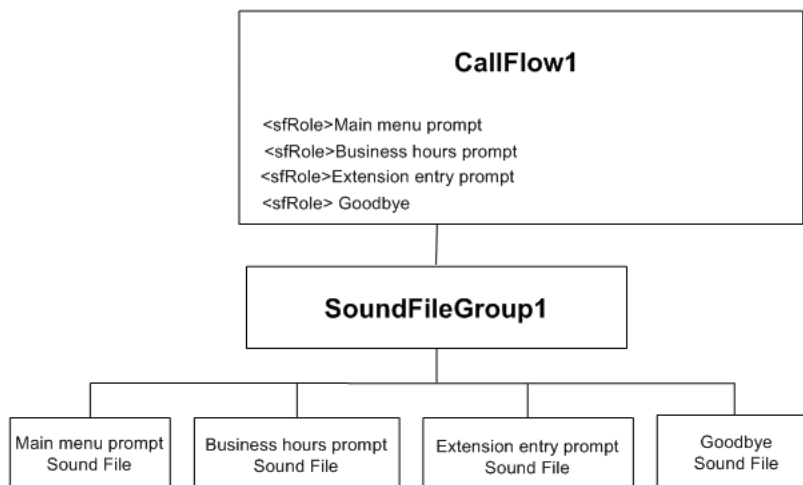 CallFlow1
<sfRole>Main menu prompt
<sfRole>Business hours prompt
<sfRole>Extension entry prompt
<sfRole> Goodbye
SoundFileGroup1
Main menu prompt
Sound File
Business hours prompt
Sound File
Extension entry prompt
Sound File
Goodbye
Sound File